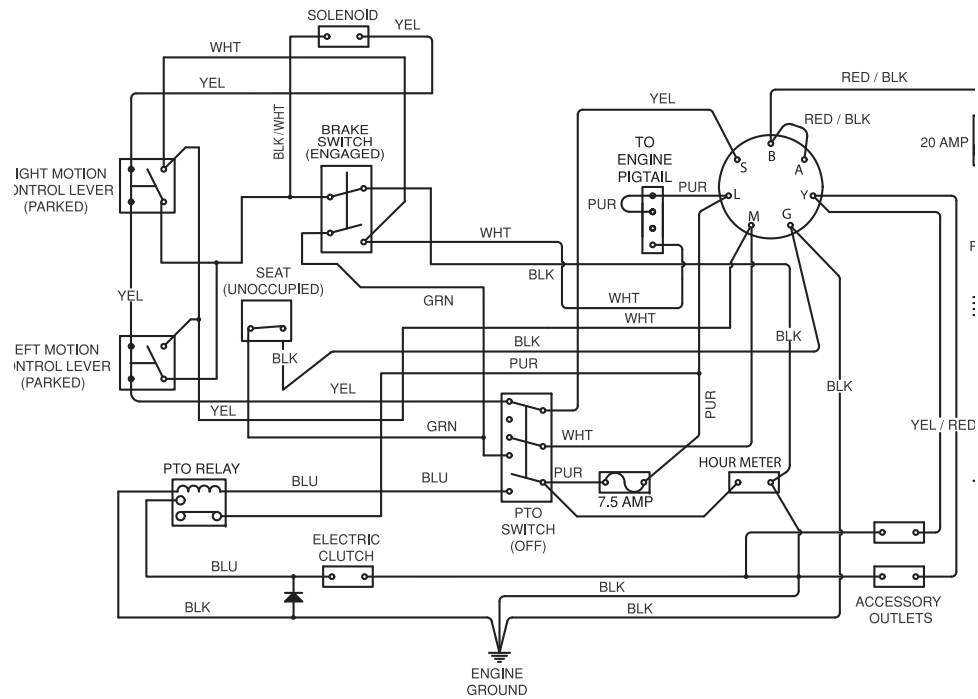 SOLENOID
YEL
WHT
YEL
BLK / WHT
BRAKE
SWITCH
(ENGAGED)
YEL
TO
ENGINE
PIGTAIL
PUR
PUR
RED / BLK
RED / BLK
20 AMP
B
S
A
L
Y
M
G
IGHT MOTION
ONTROL LEVER
(PARKED)
WHT
BLK
SEAT
(UNOCCUPIED)
GRN
WHT
WHT
YEL
BLK
BLK
BLK
EFT MOTION
ONTROL LEVER
(PARKED)
PUR
BLK
YEL
PUR
YEL
YEL / RED
GRN
WHT
HOUR METER
PTO RELAY
BLU
BLU
PUR
7.5 AMP
PTO
SWITCH
(OFF)
ELECTRIC
CLUTCH
BLU
BLK
BLK
BLK
ACCESSORY
OUTLETS
ENGINE
GROUND